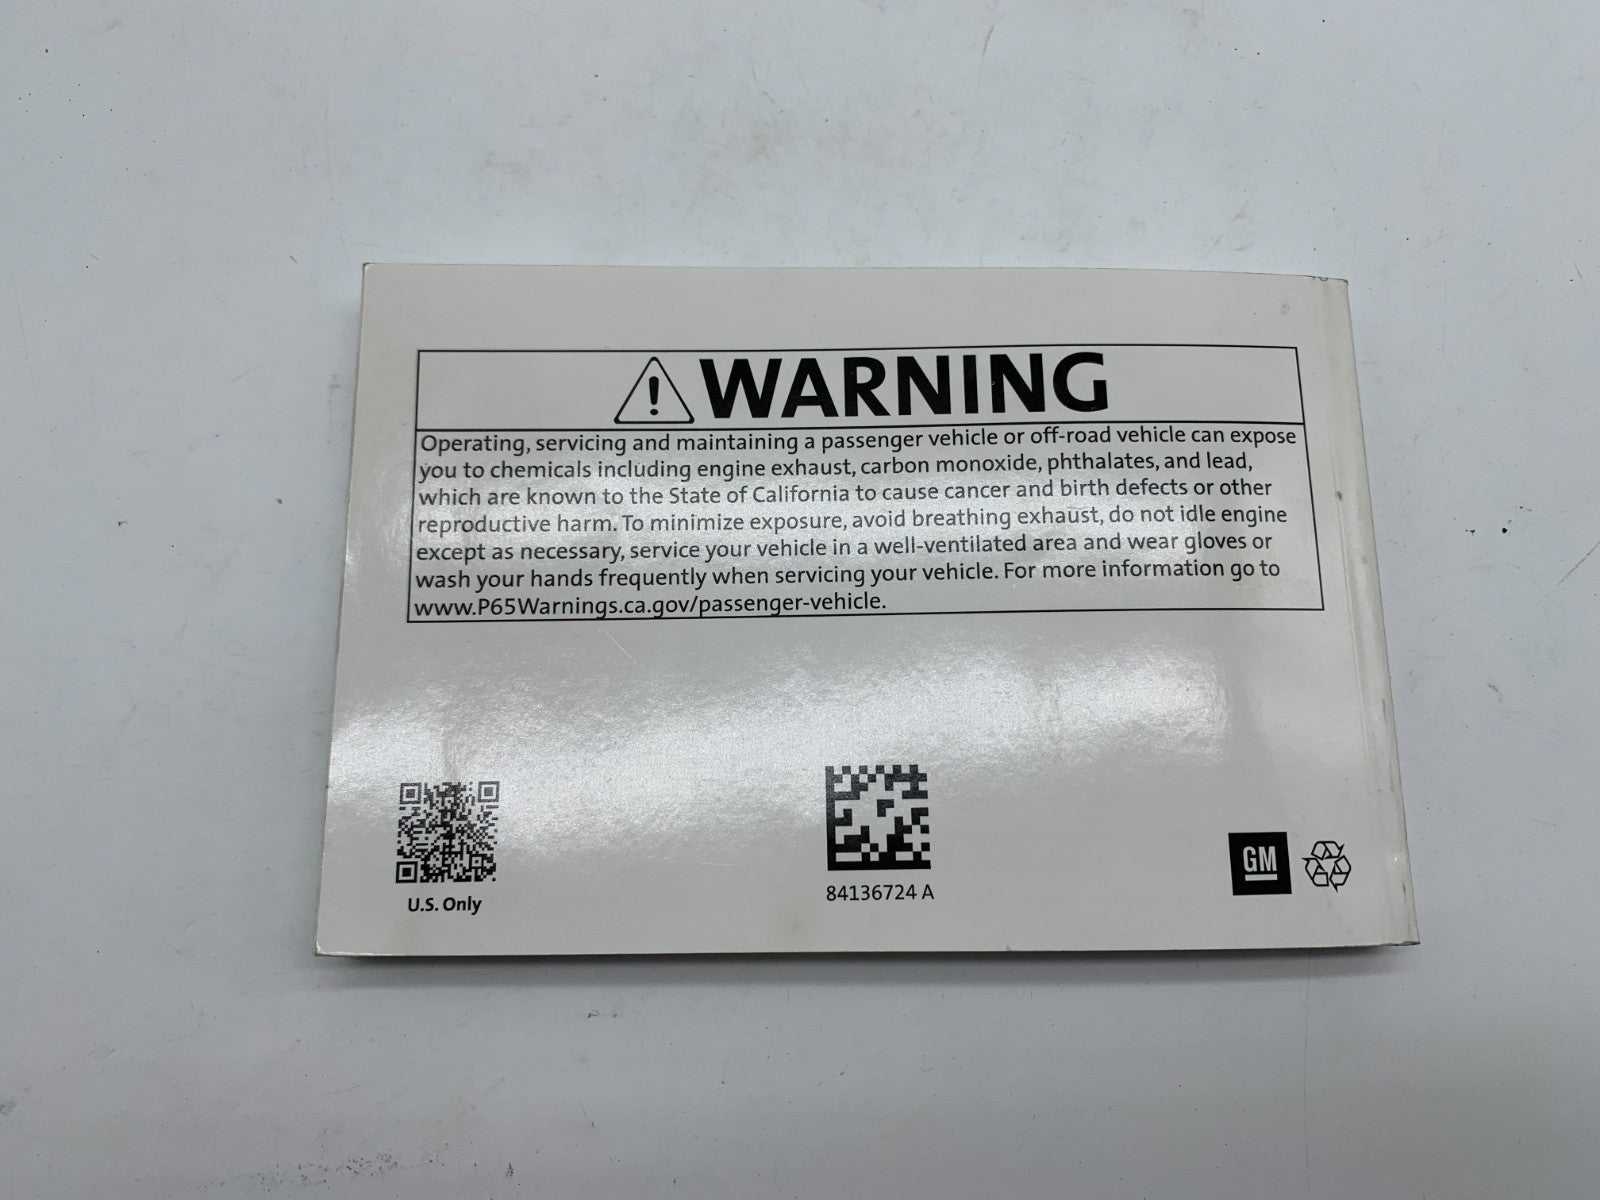 WARNING
Operating, servicing and maintaining a passenger vehicle or off-road vehicle can expose
you to chemicals including engine exhaust, carbon monoxide, phthalates, and lead,
which are known to the State of California to cause cancer and birth defects or other
reproductive harm. To minimize exposure, avoid breathing exhaust, do not idle engine
except as necessary, service your vehicle in a well-ventilated area and wear gloves or
wash your hands frequently when servicing your vehicle. For more information go to
www.P65Warnings.ca.gov/passenger-vehicle.
U.S. Only
84136724 A
GM